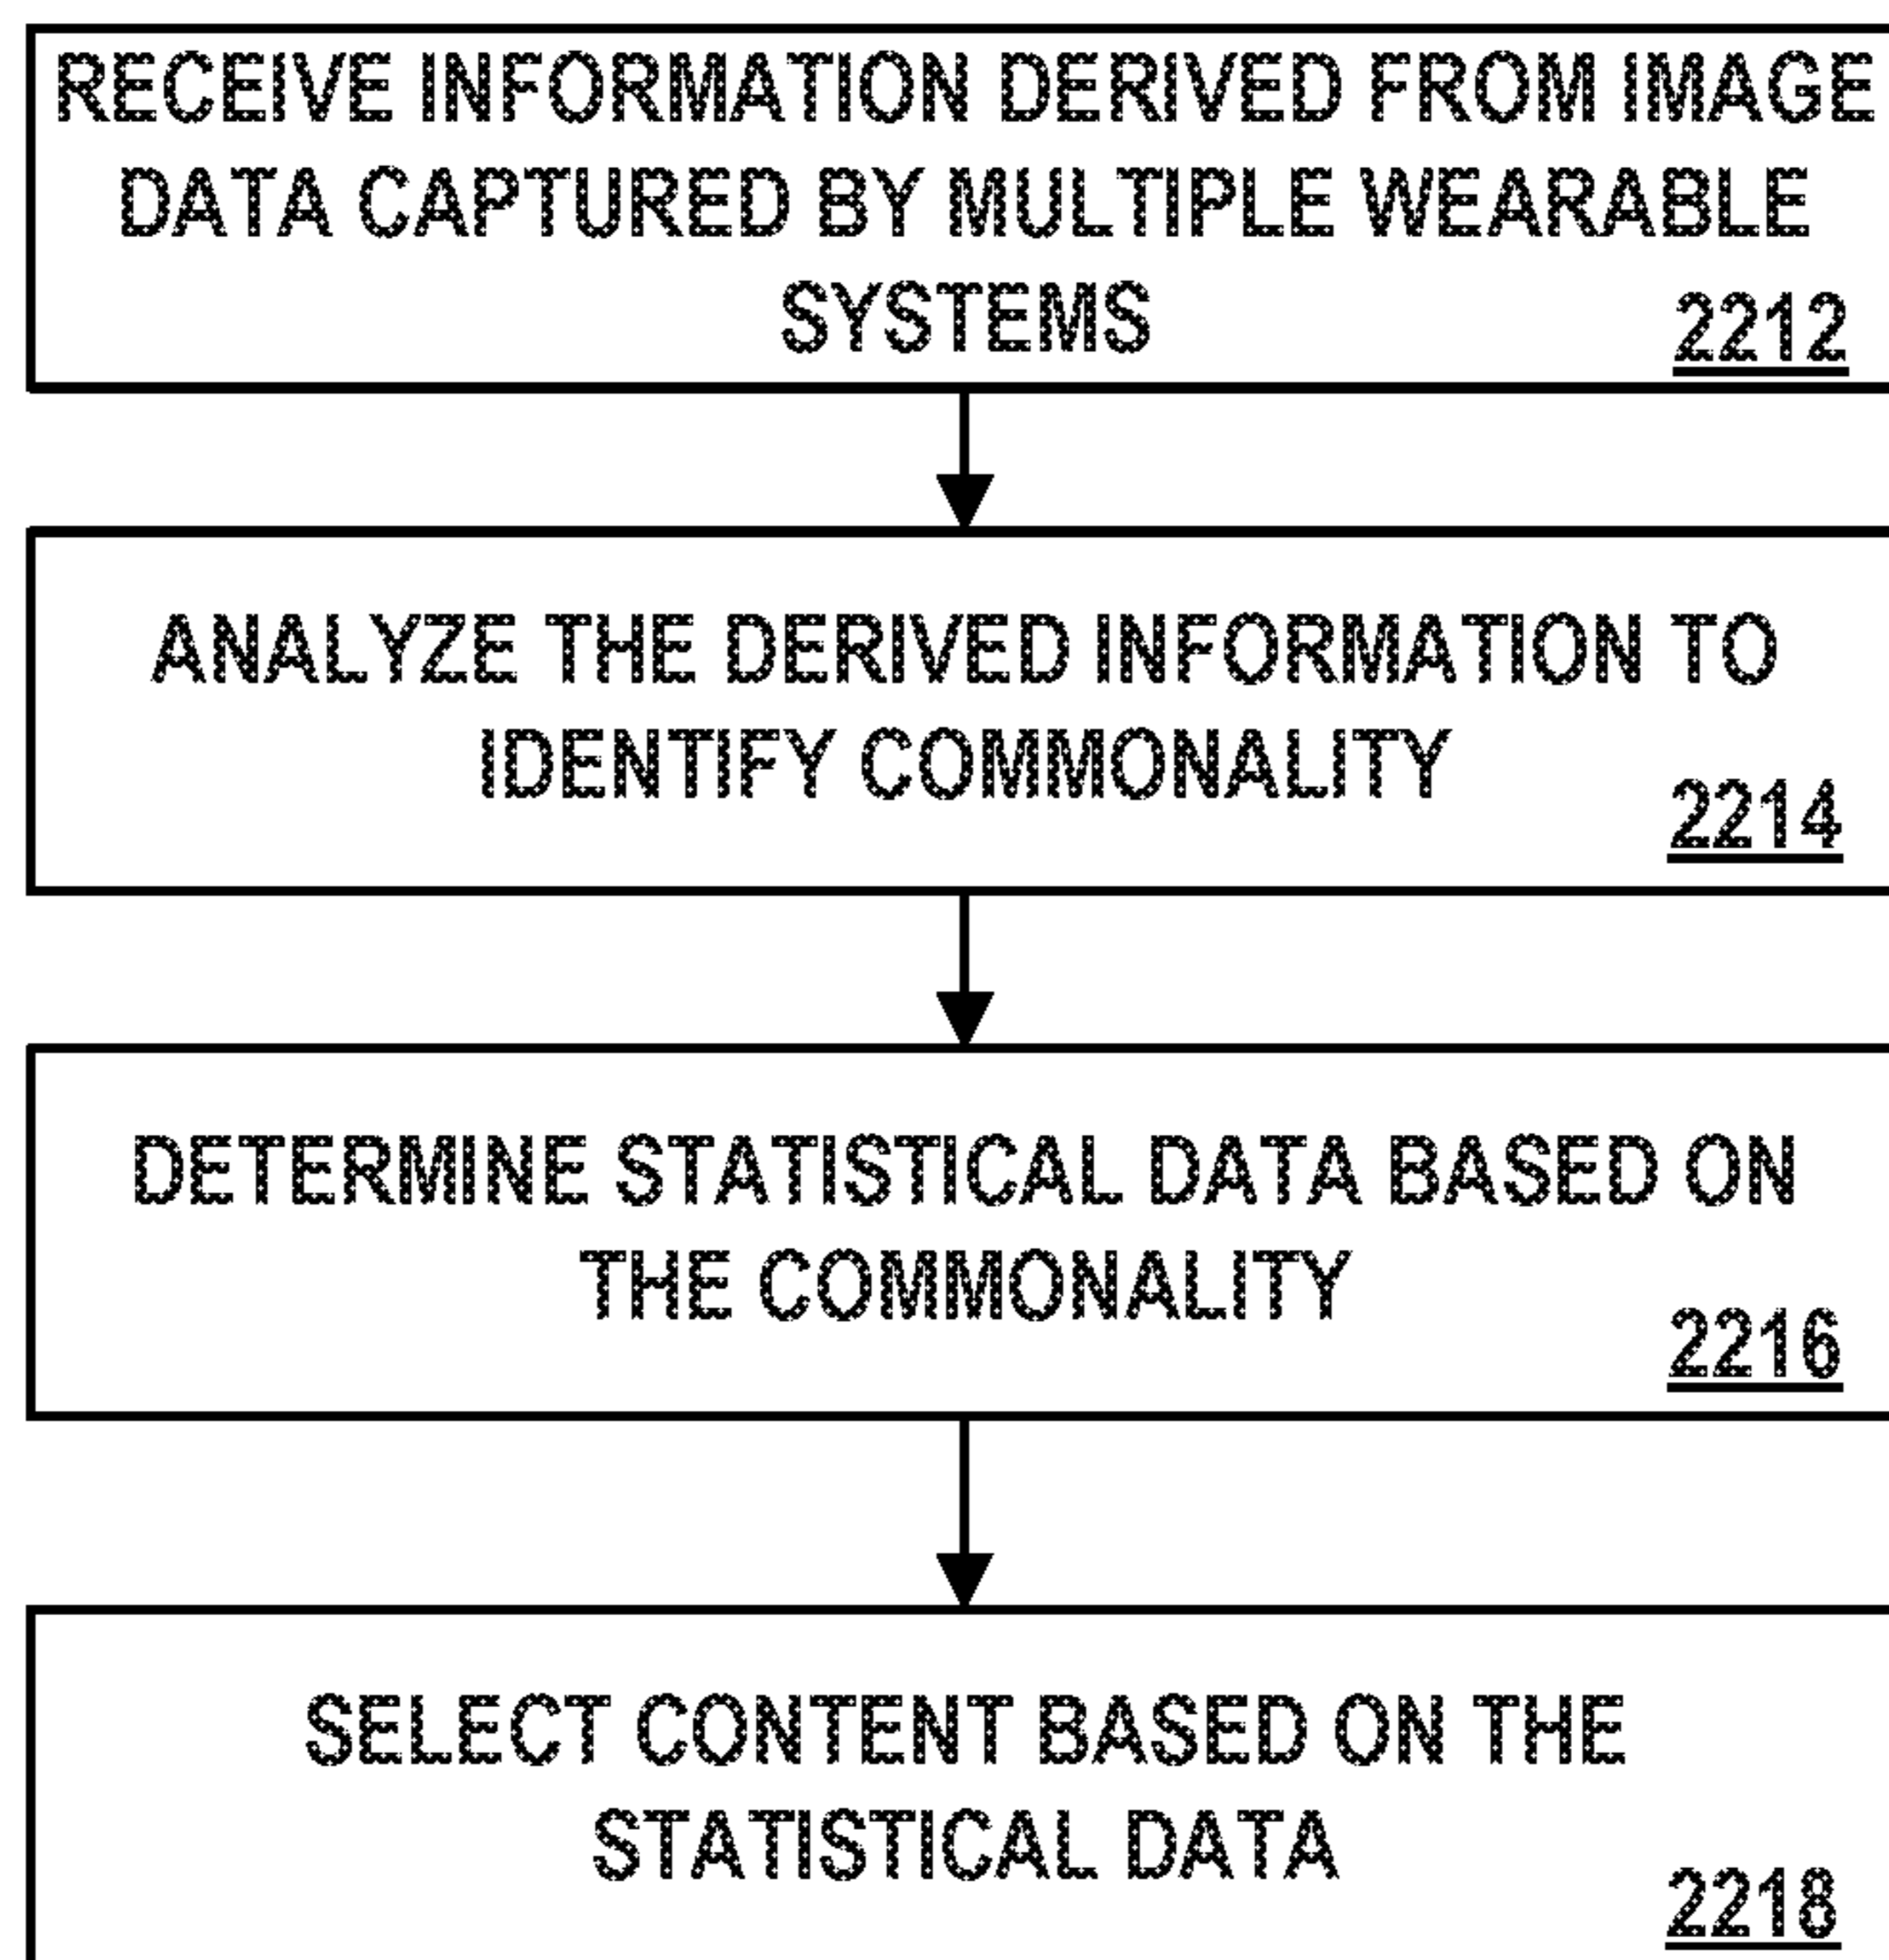 RECEIVE INFORMATION DERIVED FROM IMAGE
DATA CAPTURED BY MULTIPLE WEARABLE
SYSTEMS
2212
ANALYZE THE DERIVED INFORMATION TO
IDENTIFY COMMONALITY
2214
DETERMINE STATISTICAL DATA BASED ON
THE COMMONALITY
2216
SELECT CONTENT BASED ON THE
STATISTICAL DATA
2218